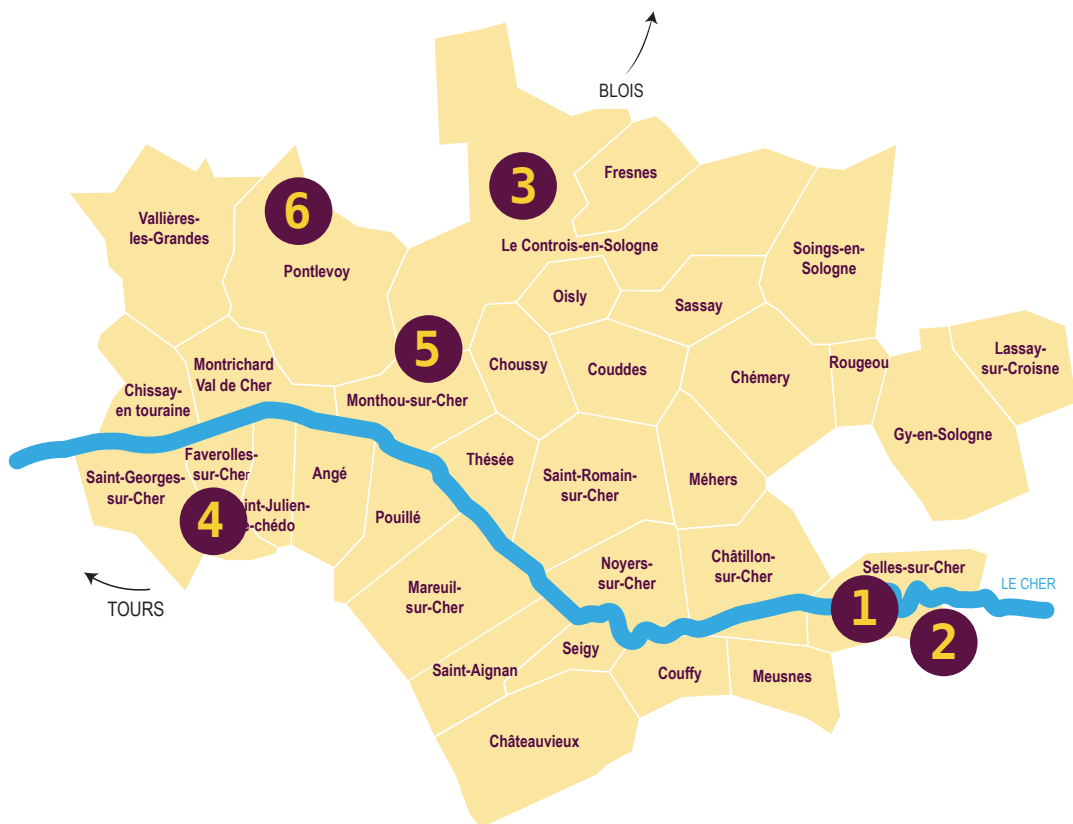 BLOIS
3
Fresnes
6
Vallières-
les-Grandes
Le Controis-en-Sologne
Soings-en-
Sologne
Pontlevoy
Oisly
Sassay
5
Lassay-
sur-Croisne
Montrichard
Val de Cher
Choussy
Couddes
Chémery
Rougeou
Chissay-
en touraine
Monthou-sur-Cher
Gy-en-Sologne
Faverolles-
sur-Cher
Saint-Georges-
sur-Cher
Angé
Thésée
Saint-Romain-
sur-Cher
Méhers
4
int-Julien-
e-chédo
Pouillé
Noyers-
sur-Cher
Châtillon-
sur-Cher
Selles-sur-Cher
LE CHER
TOURS
Mareuil-
sur-Cher
1
2
Seigy
Saint-Aignan
Couffy
Meusnes
Châteauvieux